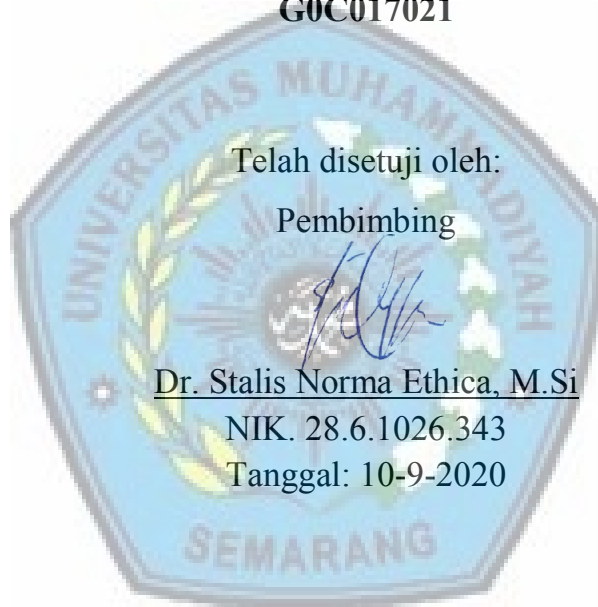 G0C017021
UNIVERSITAS MUHAMMADIYAH
Telah disetuji oleh:
Pembimbing
Dr. Stalis Norma Ethica, M.Si
NIK. 28.6.1026.343
Tanggal: 10-9-2020
SEMARANG